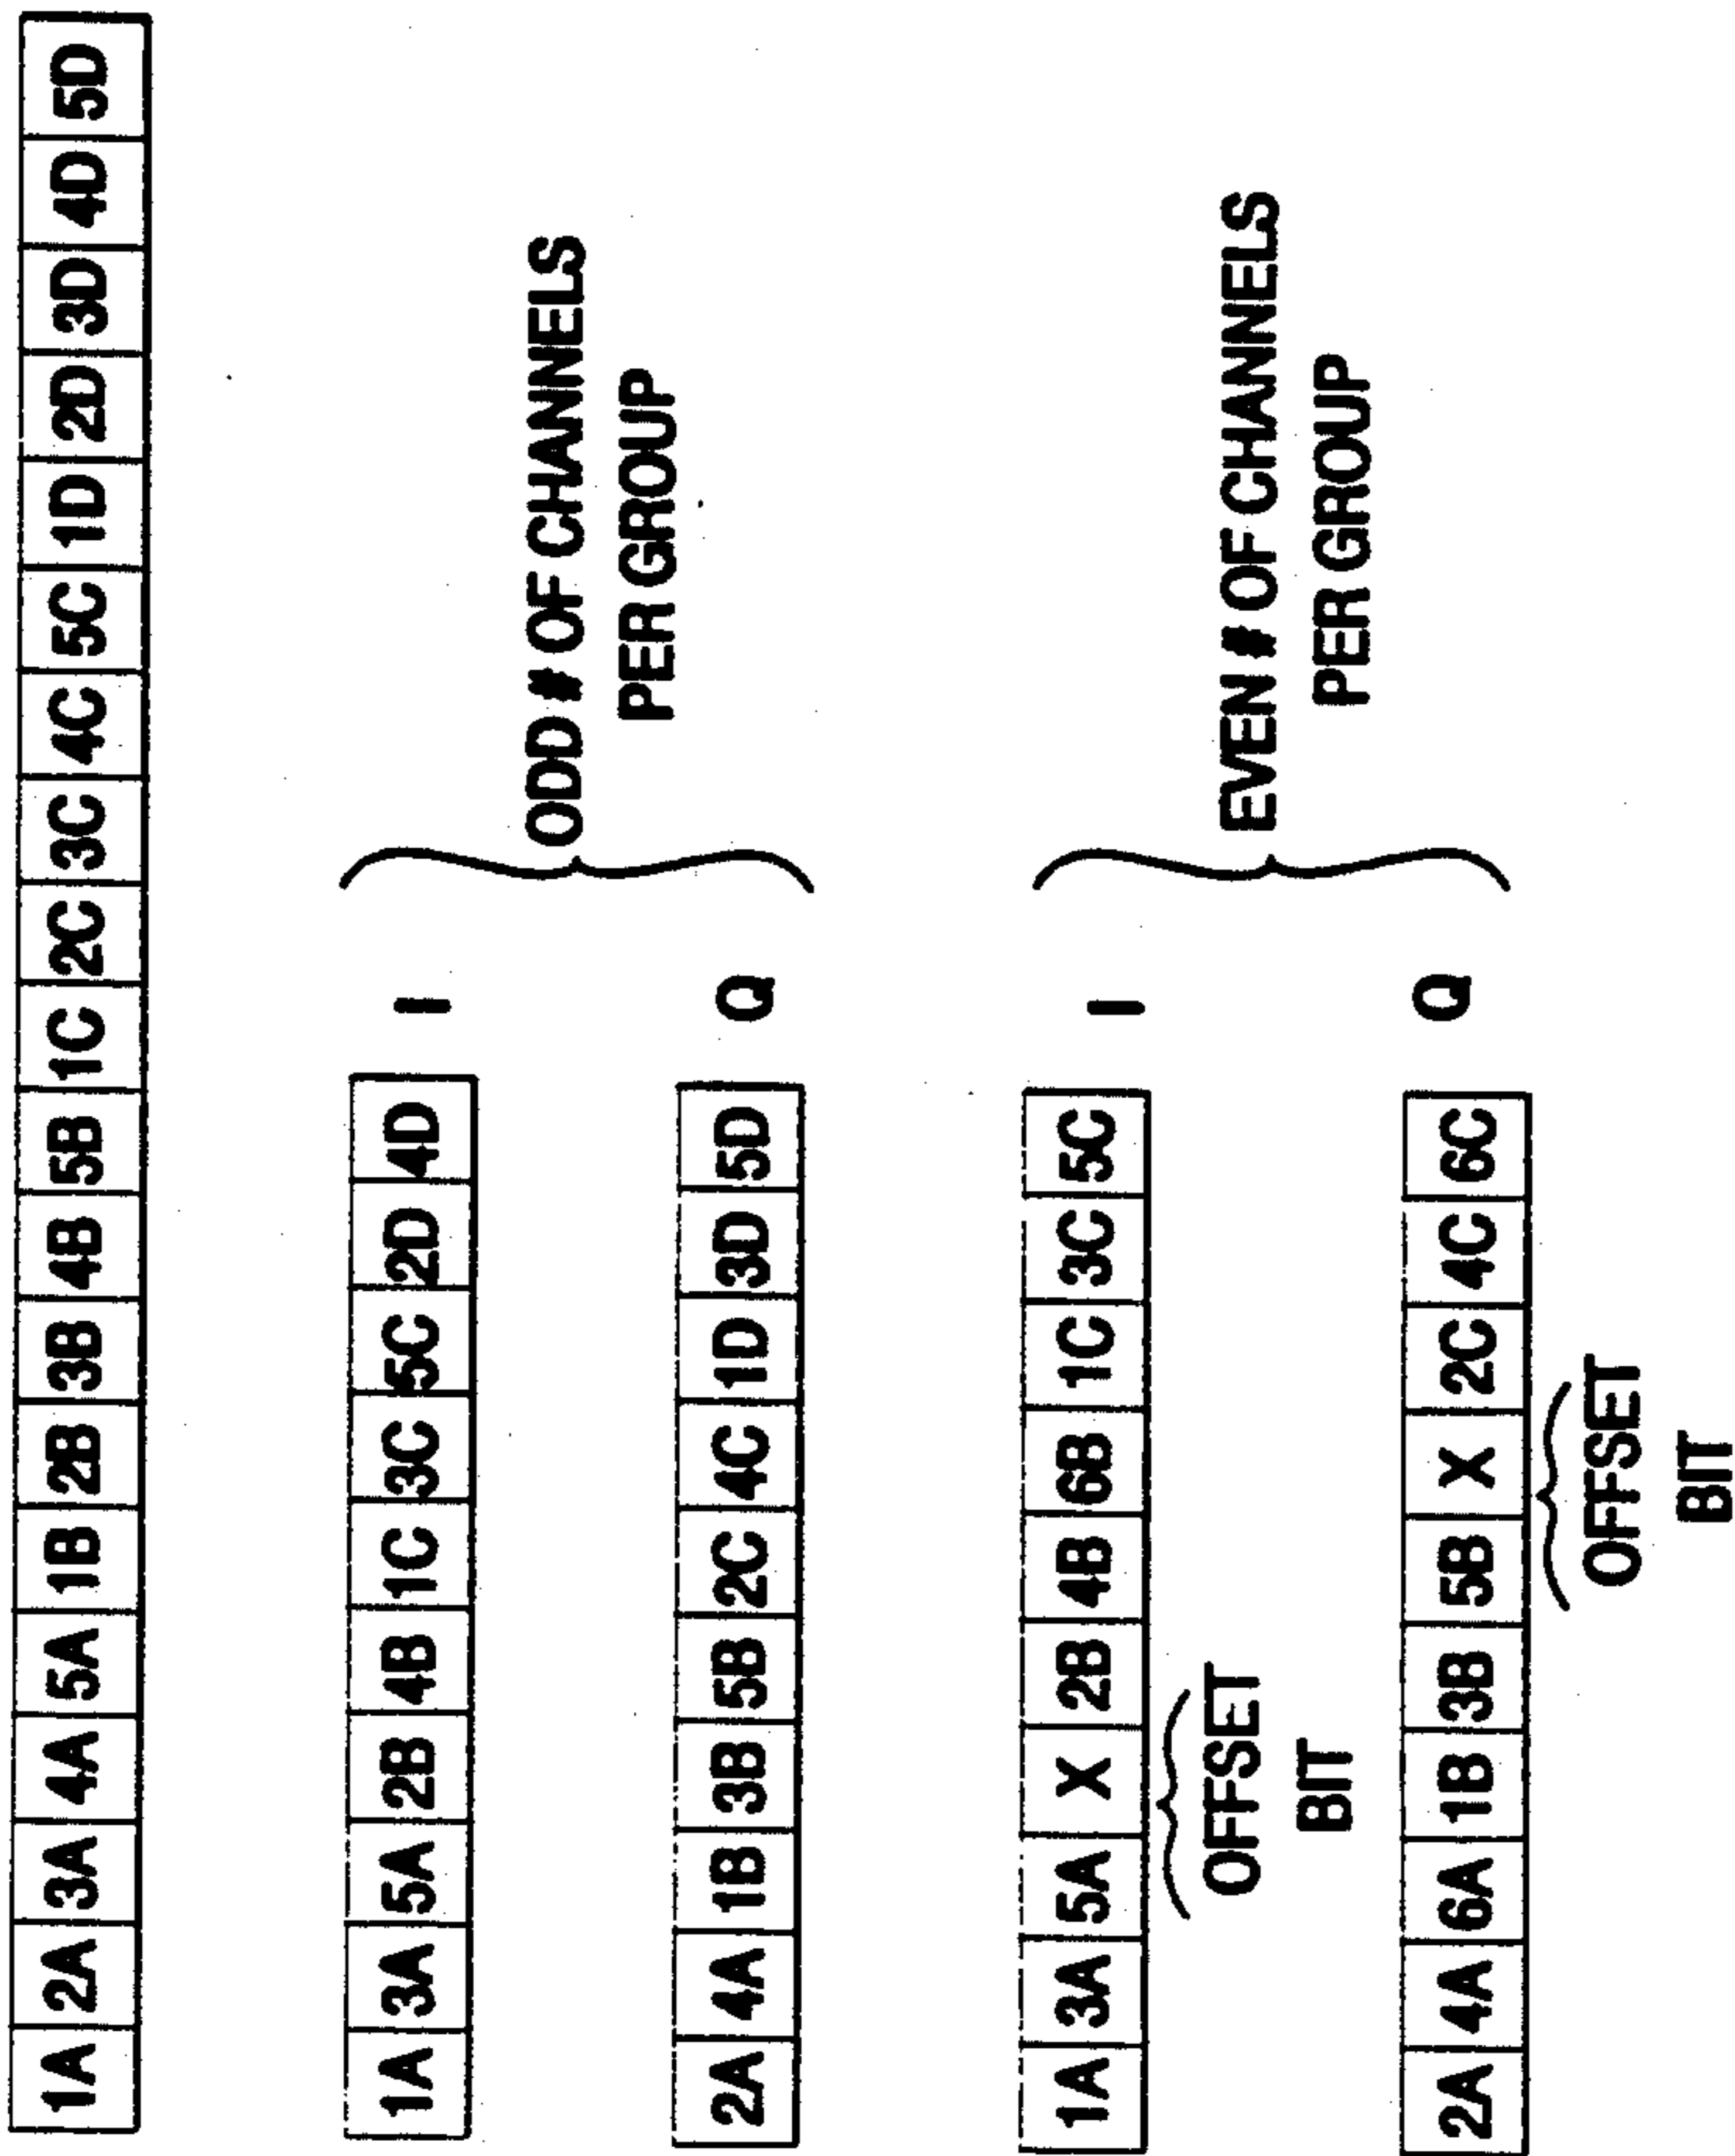 1A 2A 3A 4A 5A 1B 2B 3B 4B 5B 1C 2C 3C 4C 5C 1D 2D 3D 4D 5D
1A 3A 5A 2B 4B 1C 3C 5C 2D 4D I
ODD # OF CHANNELS
PER GROUP
2A 4A 1B 3B 5B 2C 4C 1D 3D 5D Q
1A 3A 5A X 2B 4B 6B 1C 3C 5C I
OFFSET
BIT
EVEN # OF CHANNELS
PER GROUP
2A 4A 6A 1B 3B 5B X 2C 4C 6C Q
OFFSET
BIT